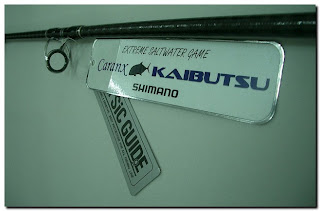 EXTREME SALTWATER GAME
Caranx KAIBUTSU
SHIMANO
SIC GUIDE